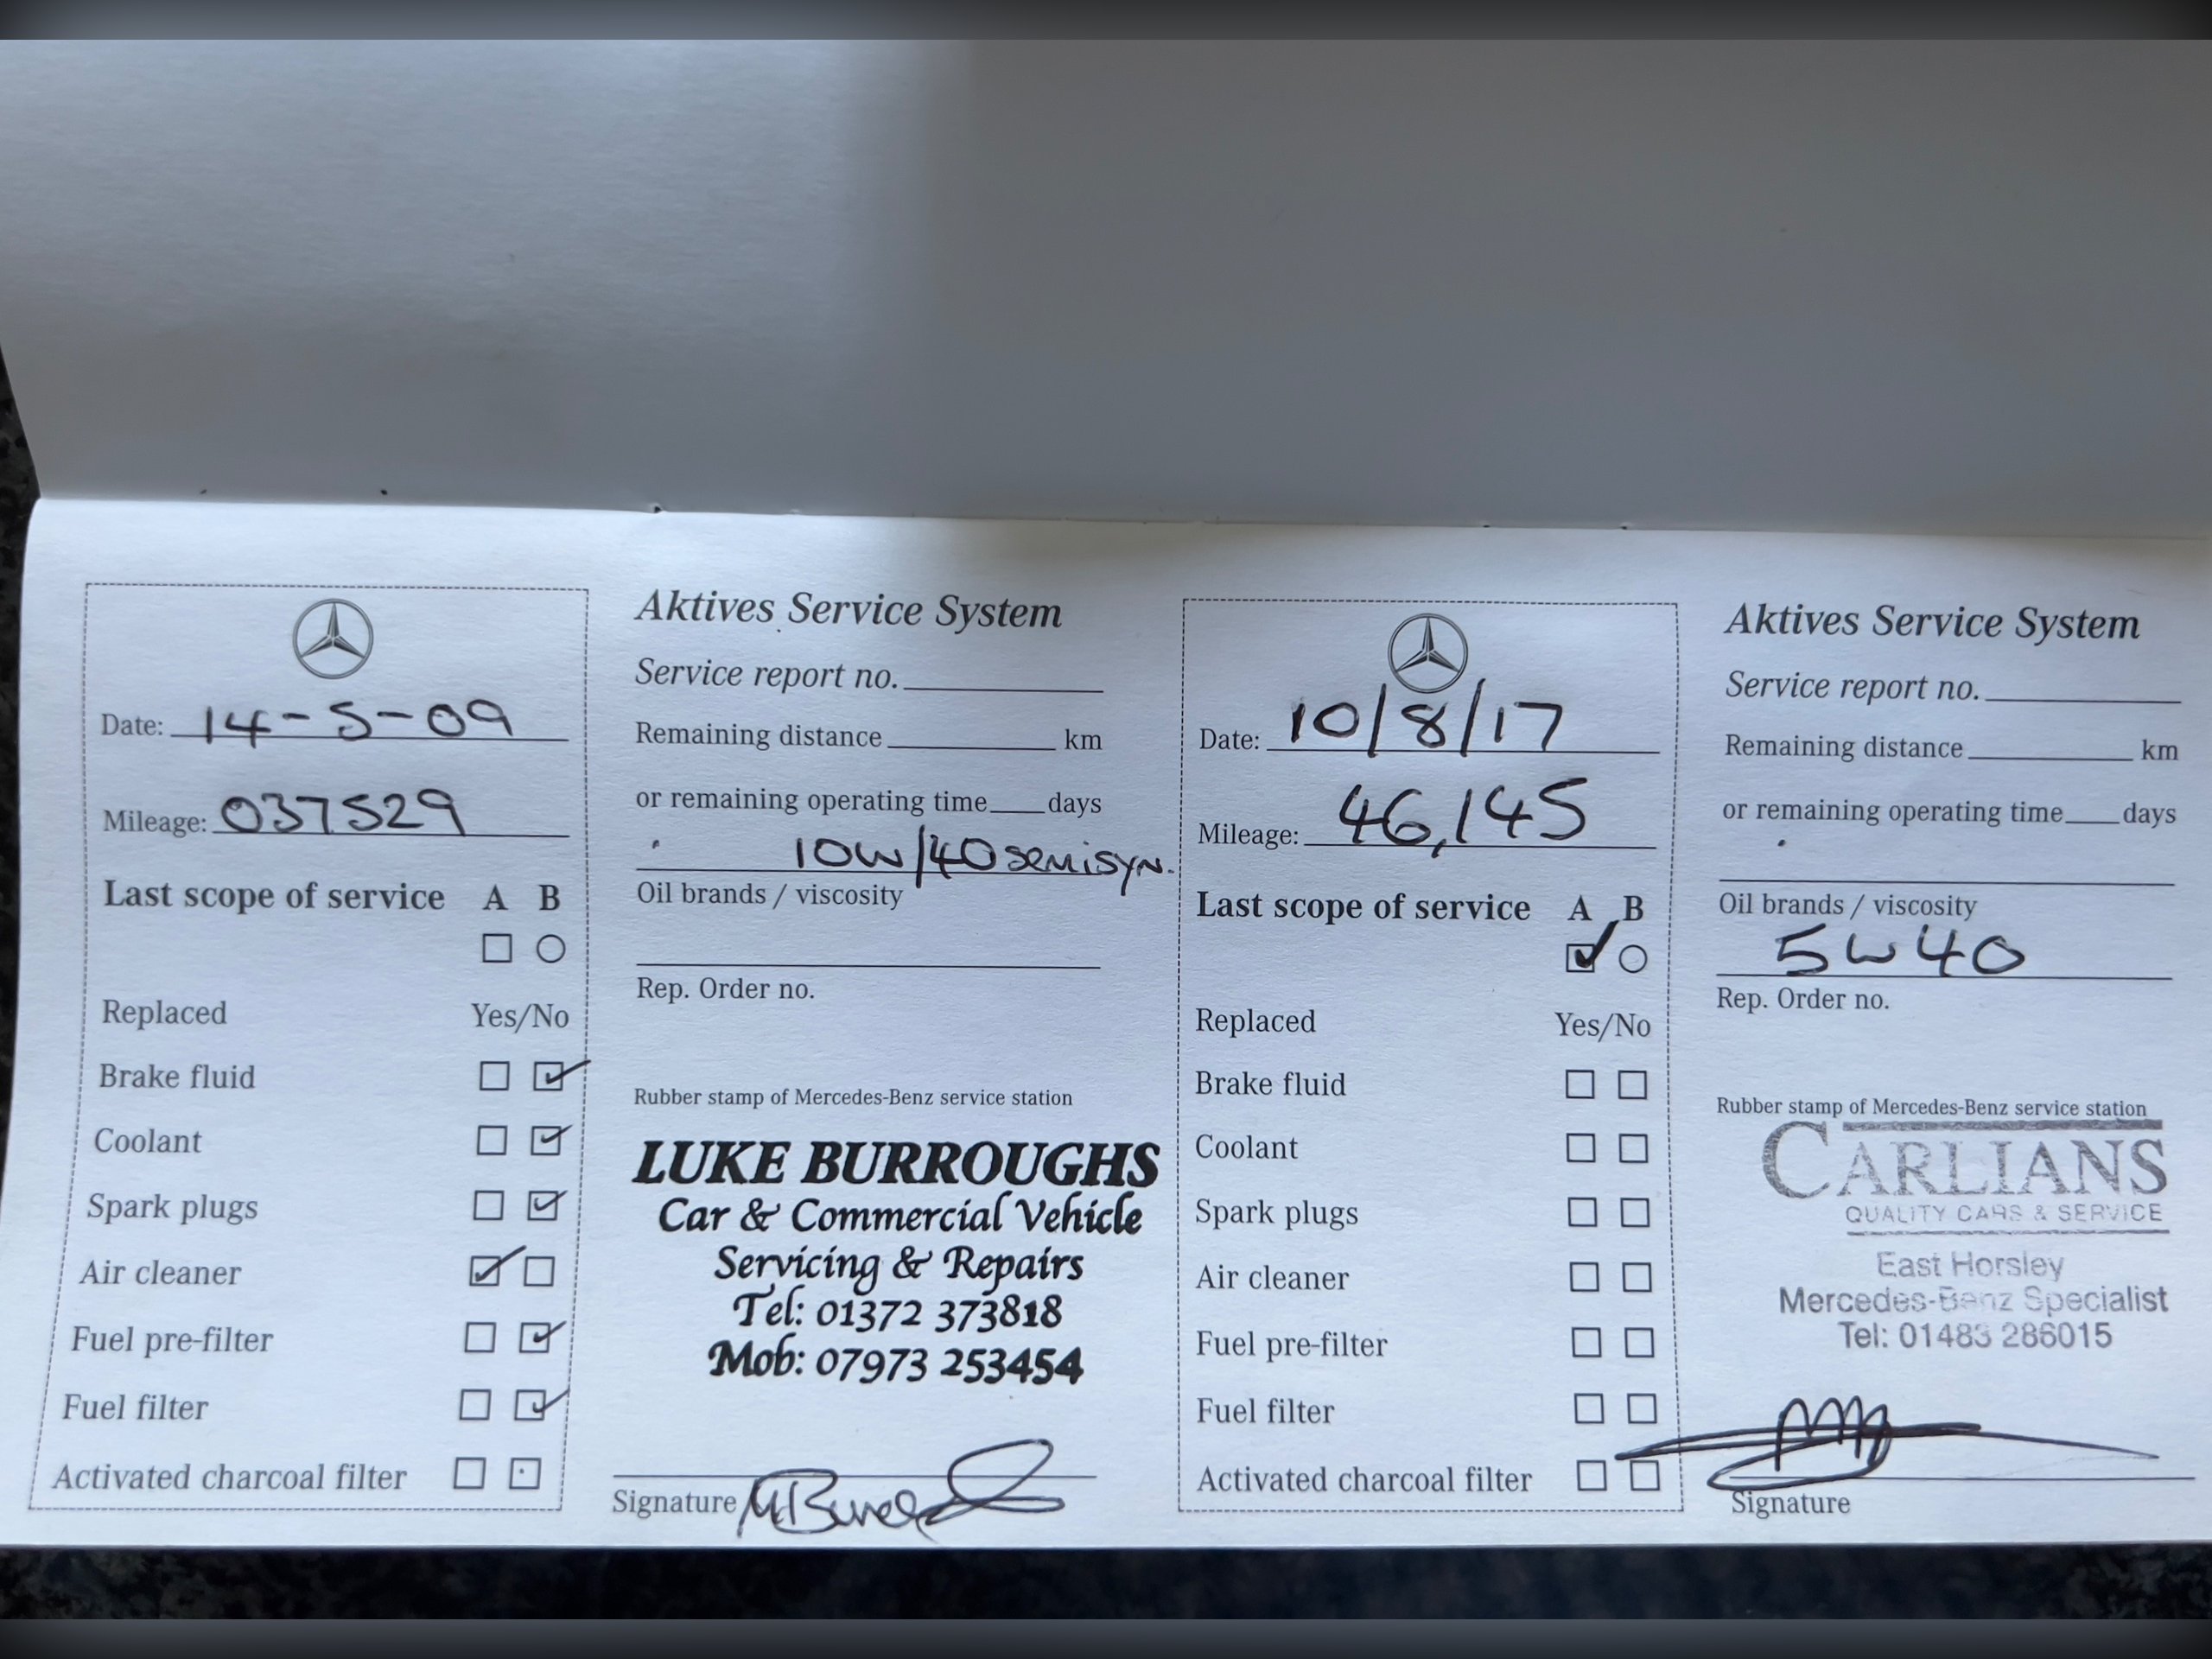 Date: 14-5-09
Mileage: 037529
Last scope of service A B
Replaced Yes/No
Brake fluid
Coolant
Spark plugs
Air cleaner
Fuel pre-filter
Fuel filter
Activated charcoal filter
Aktives Service System
Service report no.
Remaining distance km
or remaining operating time days
10w/40 semisyn.
Oil brands / viscosity
Rep. Order no.
Rubber stamp of Mercedes-Benz service station
LUKE BURROUGHS
Car & Commercial Vehicle
Servicing & Repairs
Tel: 01372 373818
Mob: 07973 253454
Signature
Date: 10/8/17
Mileage: 46,145
Last scope of service A B
Replaced Yes/No
Brake fluid
Coolant
Spark plugs
Air cleaner
Fuel pre-filter
Fuel filter
Activated charcoal filter
Aktives Service System
Service report no.
Remaining distance km
or remaining operating time days
Oil brands / viscosity
5w40
Rep. Order no.
Rubber stamp of Mercedes-Benz service station
CARLIANS
QUALITY CARS & SERVICE
East Horsley
Mercedes-Benz Specialist
Tel: 01483 286015
Signature